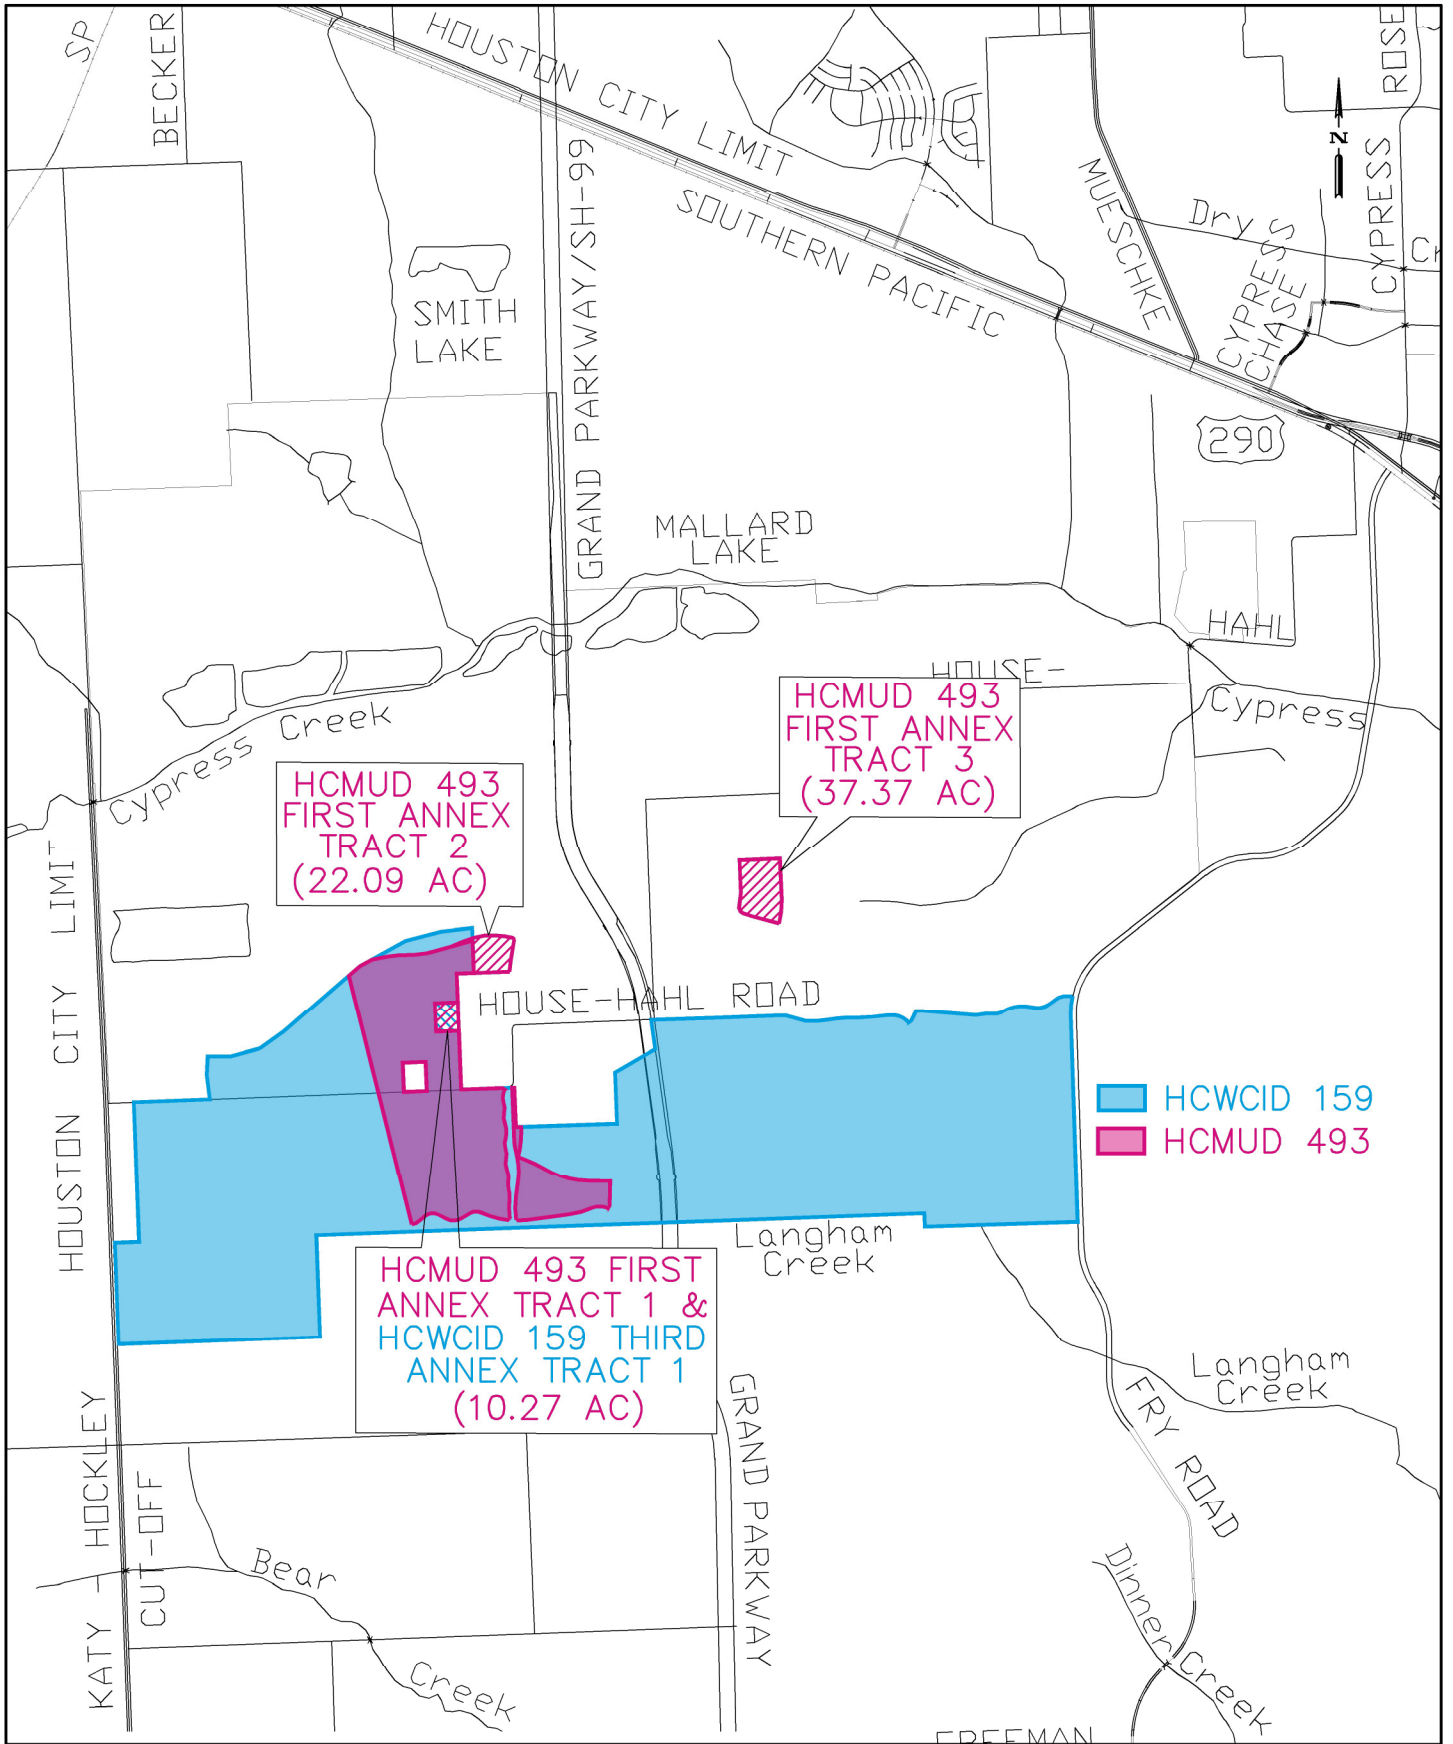 SP
BECKER
HOUSTON CITY LIMIT
SOUTHERN PACIFIC
GRAND PARKWAY/SH-99
SMITH
LAKE
MUESCHKE
N
ROSE
CYPRESS
Dry
CYPRESS
CHASE
290
MALLARD
LAKE
HAHL
HOUSE-
Cypress
Cypress Creek
HCMUD 493
FIRST ANNEX
TRACT 3
(37.37 AC)
HCMUD 493
FIRST ANNEX
TRACT 2
(22.09 AC)
HOUSTON CITY LIMIT
HOUSE-HAHL ROAD
HCWCID 159
HCMUD 493
Langham
Creek
HCMUD 493 FIRST
ANNEX TRACT 1 &
HCWCID 159 THIRD
ANNEX TRACT 1
(10.27 AC)
Langham
Creek
FRY ROAD
GRAND PARKWAY
KATY - HOCKLEY
CUT-OFF
Bear
Creek
Dinner Creek
FREEMAN